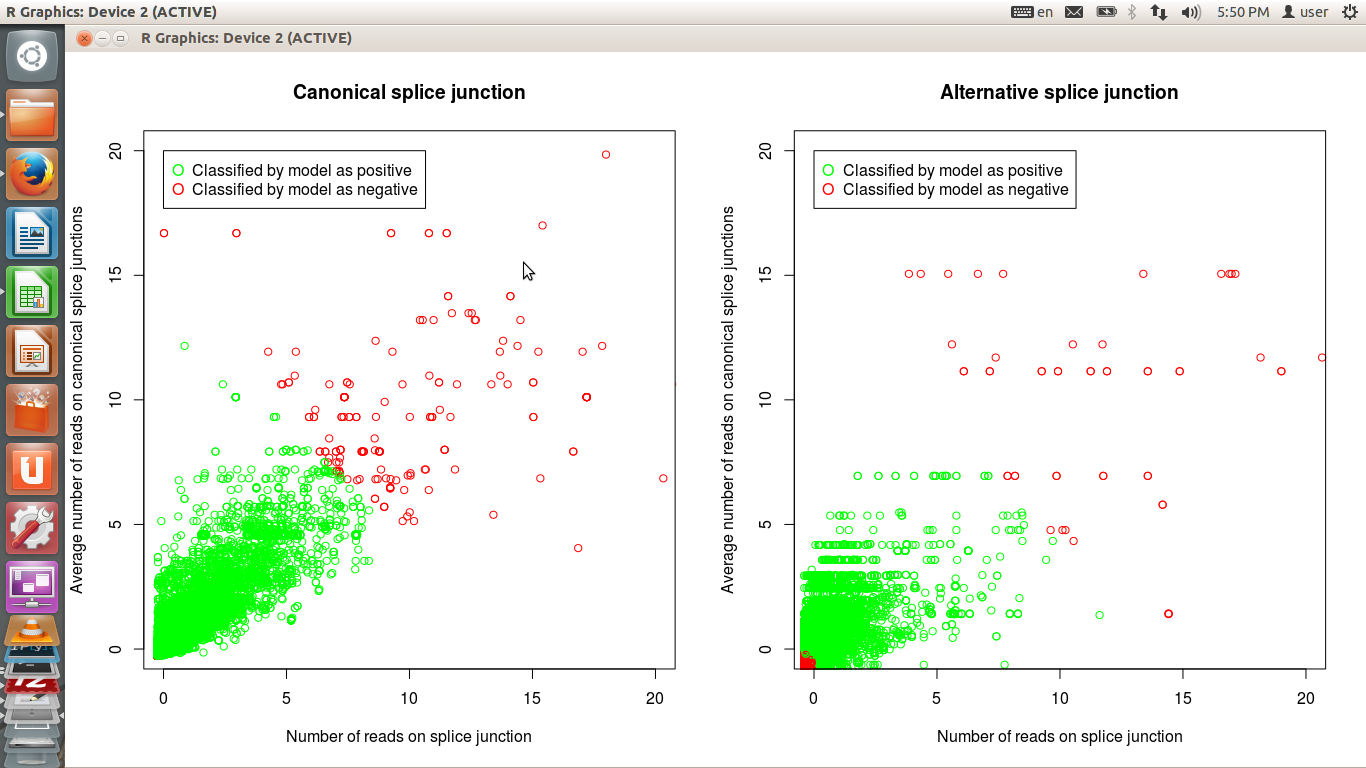 R Graphics: Device 2 (ACTIVE)
en
5:50 PM
user
R Graphics: Device 2 (ACTIVE)
Canonical splice junction
Classified by model as positive
Classified by model as negative
Average number of reads on canonical splice junctions
20
15
10
5
0
0 5 10 15 20
Number of reads on splice junction
Alternative splice junction
Classified by model as positive
Classified by model as negative
Average number of reads on canonical splice junctions
20
15
10
5
0
0 5 10 15 20
Number of reads on splice junction